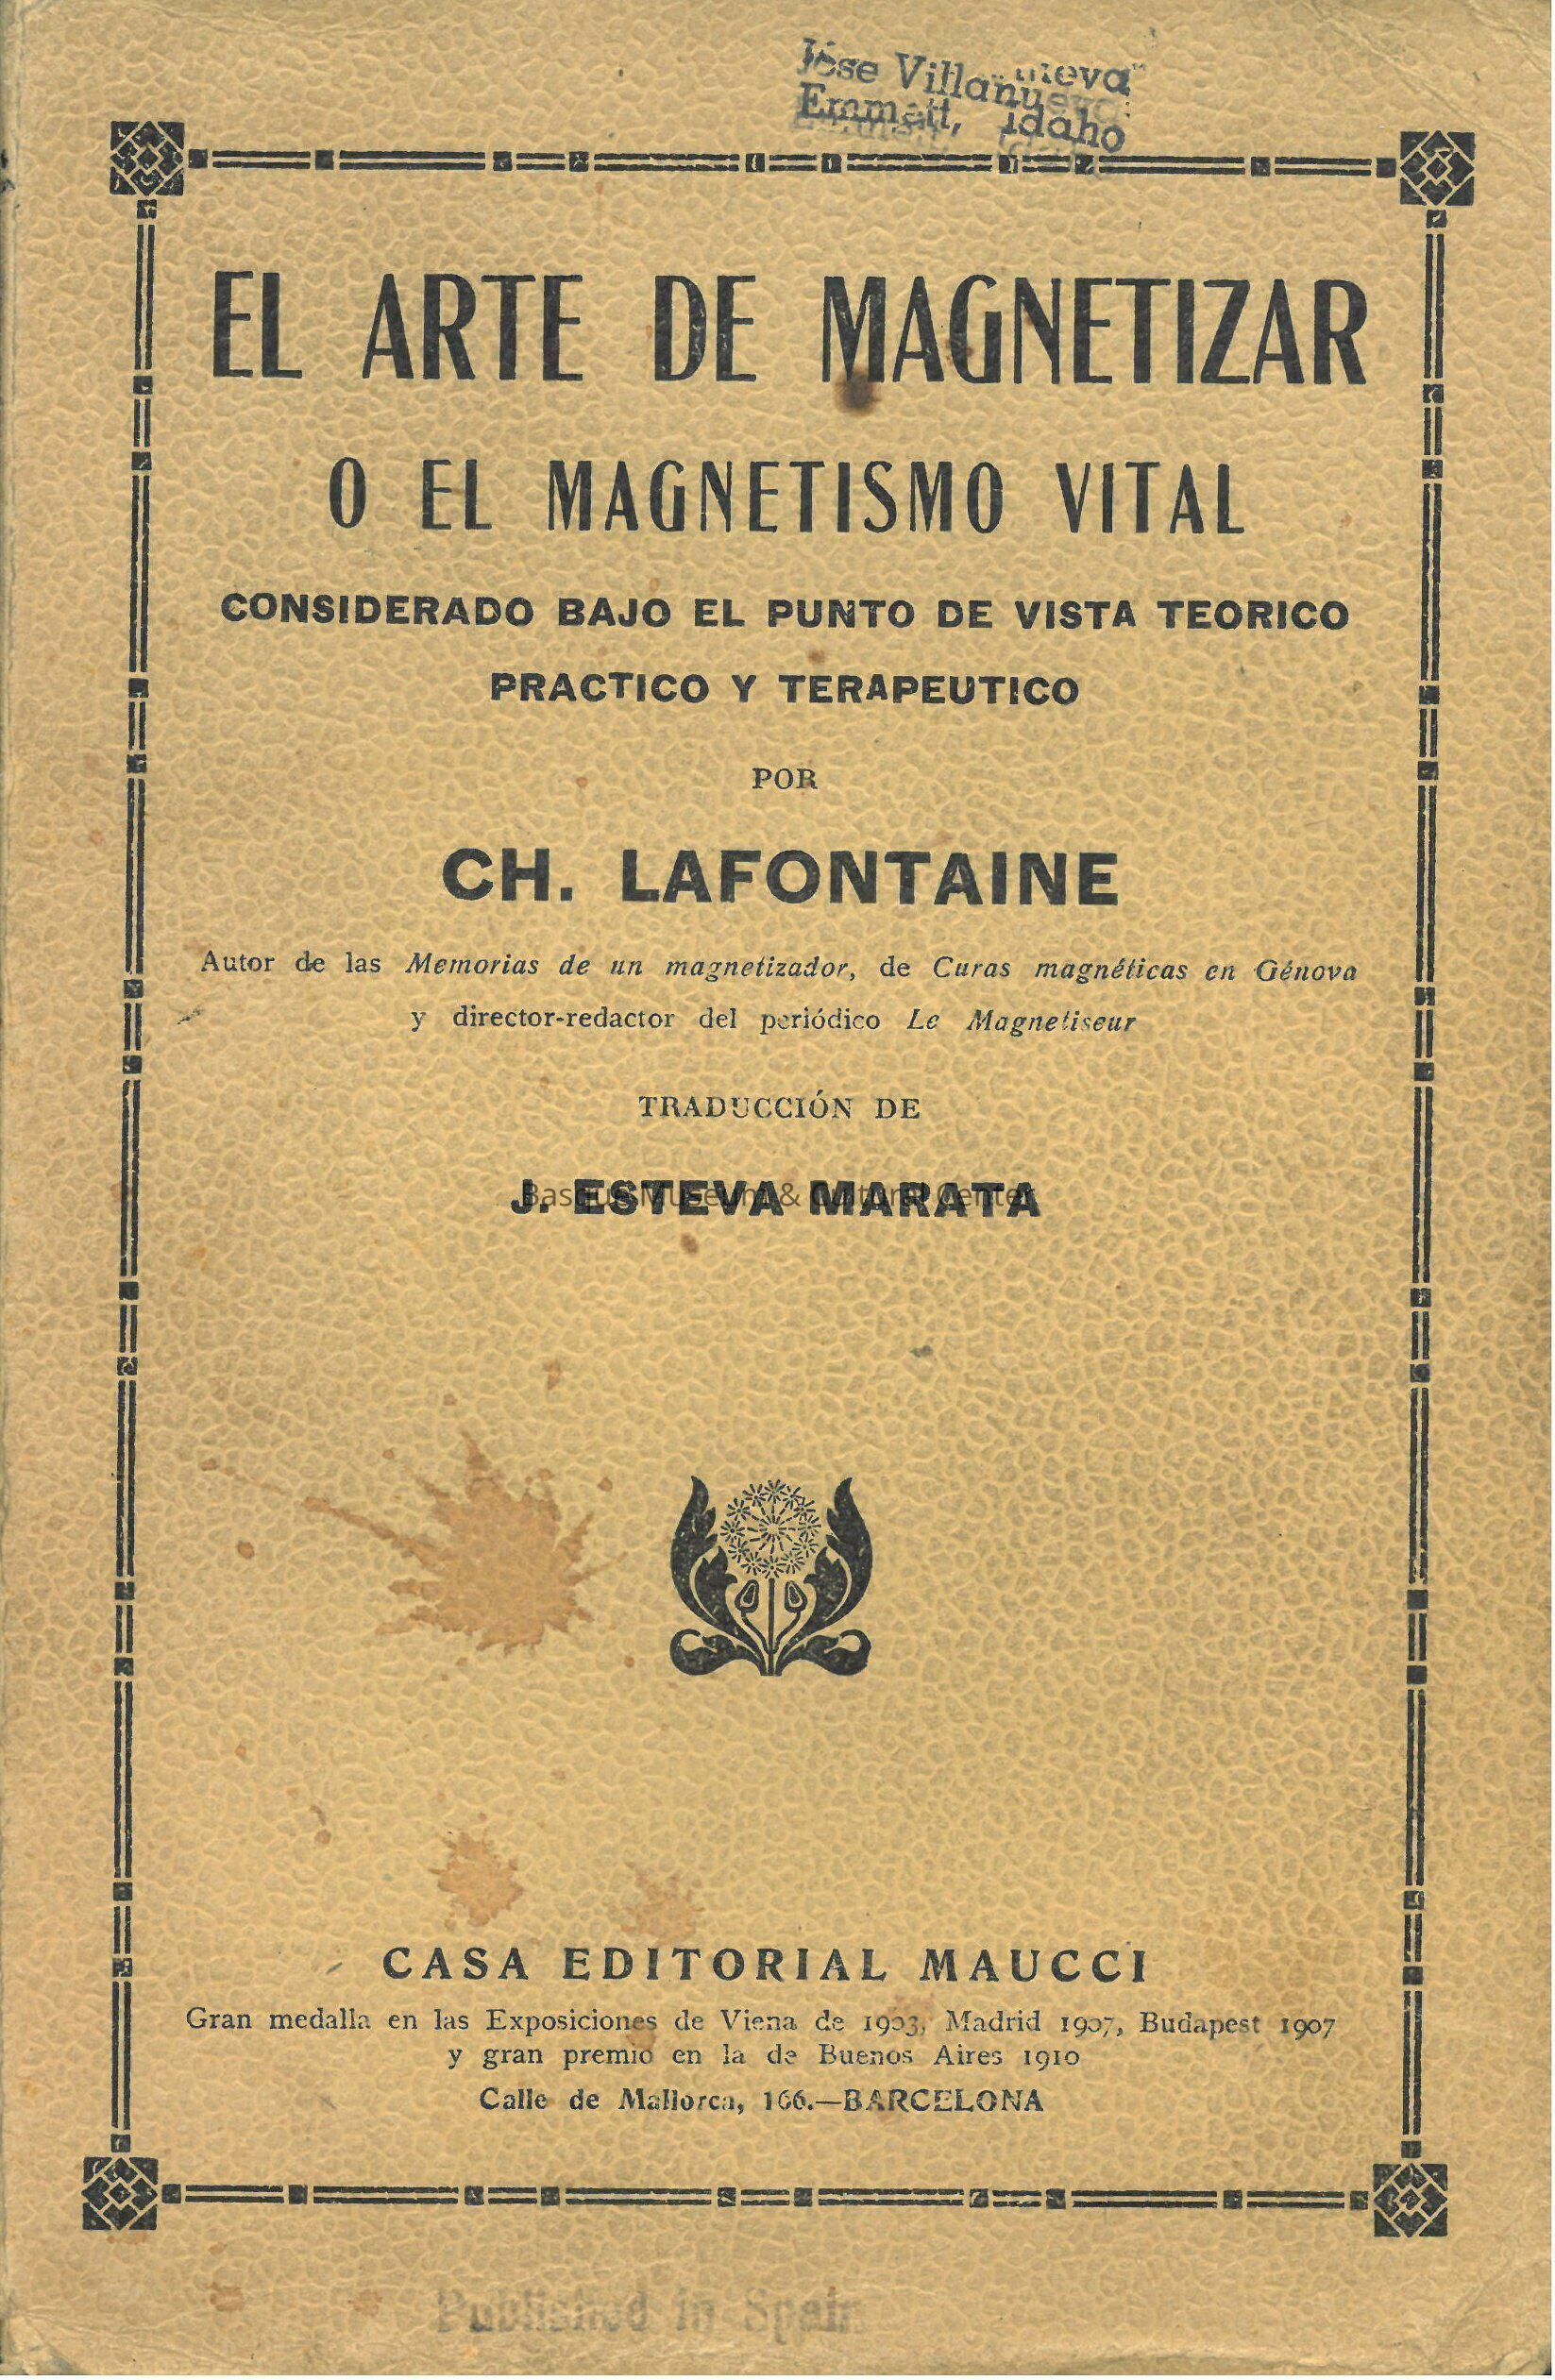 Jose Villanueva
Emmett, Idaho
EL ARTE DE MAGNETIZAR
O EL MAGNETISMO VITAL
CONSIDERADO BAJO EL PUNTO DE VISTA TEORICO
PRACTICO Y TERAPEUTICO
POR
CH. LAFONTAINE
Autor de las Memorias de un magnetizador, de Curas magnéticas en Génova
y director-redactor del periódico Le Magnetiseur
TRADUCCIÓN DE
J. ESTEVA MARATA
Basque Museum & Cultural Center
CASA EDITORIAL MAUCCI
Gran medalla en las Exposiciones de Viena de 1903, Madrid 1907, Budapest 1907
y gran premio en la de Buenos Aires 1910
Calle de Mallorca, 166.—BARCELONA
Published in Spain